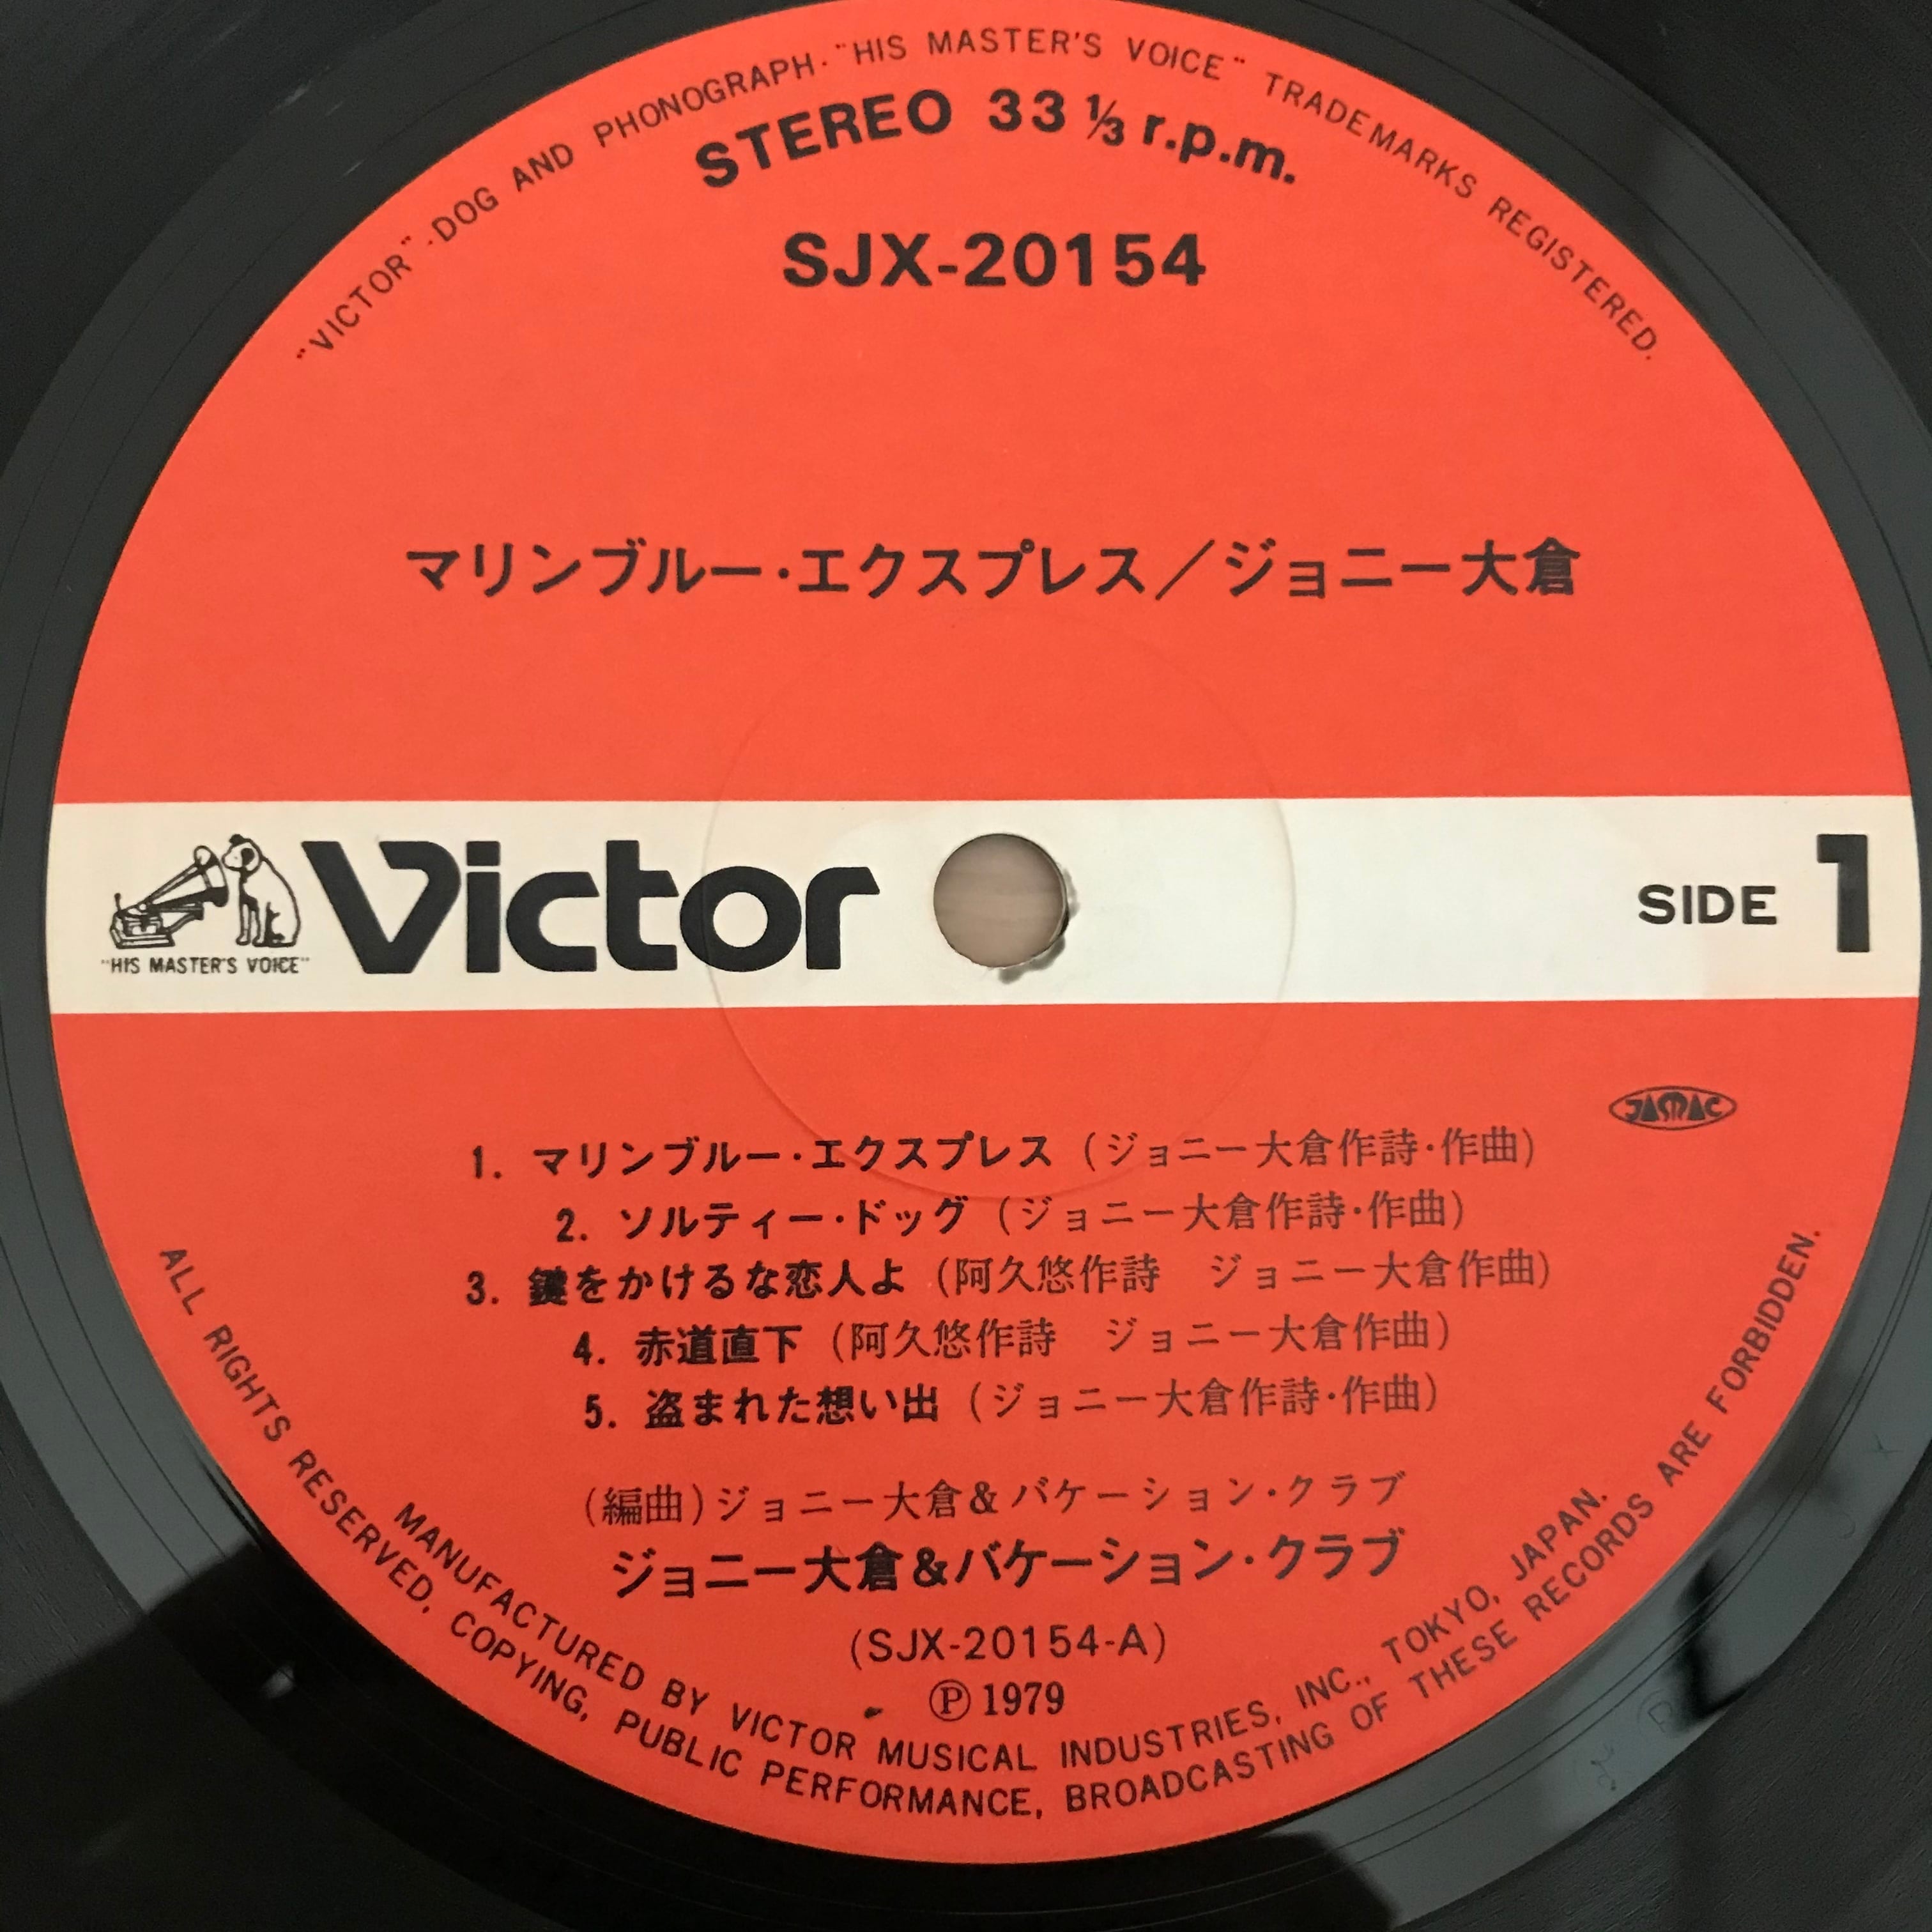 "VICTOR"·DOG AND PHONOGRAPH·"HIS MASTER'S VOICE" TRADEMARKS REGISTERED.
STEREO 33 ⅓ r.p.m.
SJX-20154
マリンブルー・エクスプレス／ジョニー大倉
"HIS MASTER'S VOICE"
Victor
SIDE 1
JASRAC
1. マリンブルー・エクスプレス（ジョニー大倉作詩・作曲）
2. ソルティー・ドッグ（ジョニー大倉作詩・作曲）
3. 鍵をかけるな恋人よ（阿久悠作詩　ジョニー大倉作曲）
4. 赤道直下（阿久悠作詩　ジョニー大倉作曲）
5. 盗まれた想い出（ジョニー大倉作詩・作曲）
（編曲）ジョニー大倉&バケーション・クラブ
ジョニー大倉&バケーション・クラブ
(SJX-20154-A)
Ⓟ1979
MANUFACTURED BY VICTOR MUSICAL INDUSTRIES, INC., TOKYO, JAPAN.
ALL RIGHTS RESERVED, COPYING, PUBLIC PERFORMANCE, BROADCASTING OF THESE RECORDS ARE FORBIDDEN.